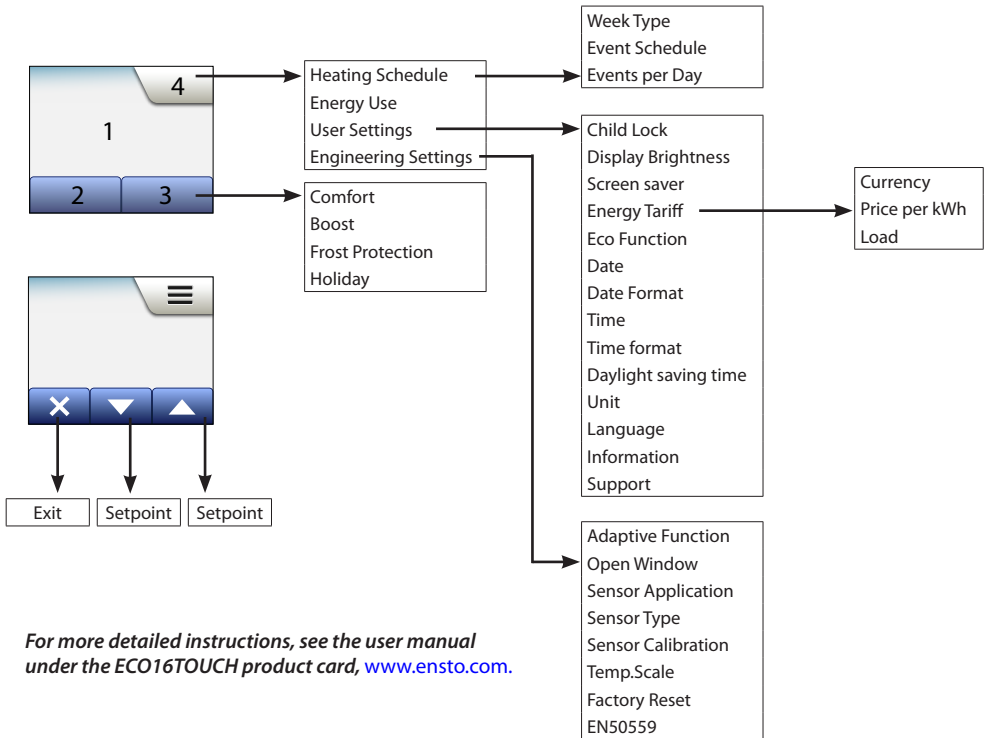 4
1
2
3
Exit
Setpoint
Setpoint
Heating Schedule
Energy Use
User Settings
Engineering Settings
Comfort
Boost
Frost Protection
Holiday
Week Type
Event Schedule
Events per Day
Child Lock
Display Brightness
Screen saver
Energy Tariff
Eco Function
Date
Date Format
Time
Time format
Daylight saving time
Unit
Language
Information
Support
Currency
Price per kWh
Load
Adaptive Function
Open Window
Sensor Application
Sensor Type
Sensor Calibration
Temp.Scale
Factory Reset
EN50559
For more detailed instructions, see the user manual
under the ECO16TOUCH product card, www.ensto.com.